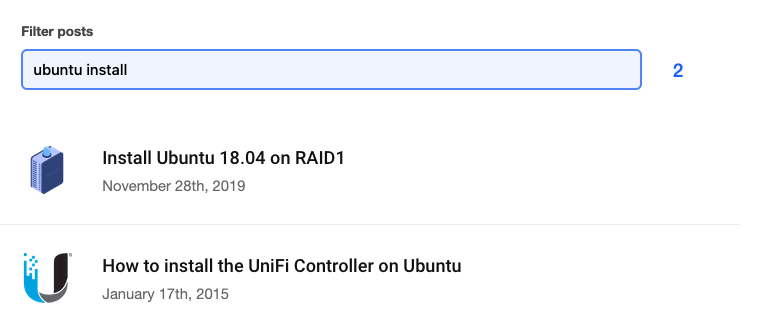 Filter posts
ubuntu install
2
Install Ubuntu 18.04 on RAID1
November 28th, 2019
How to install the UniFi Controller on Ubuntu
January 17th, 2015